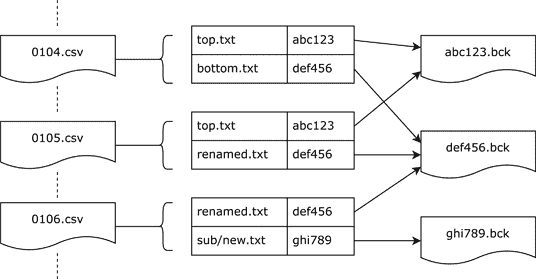 0104.csv
top.txt abc123
bottom.txt def456
abc123.bck
0105.csv
top.txt abc123
renamed.txt def456
def456.bck
0106.csv
renamed.txt def456
sub/new.txt ghi789
ghi789.bck